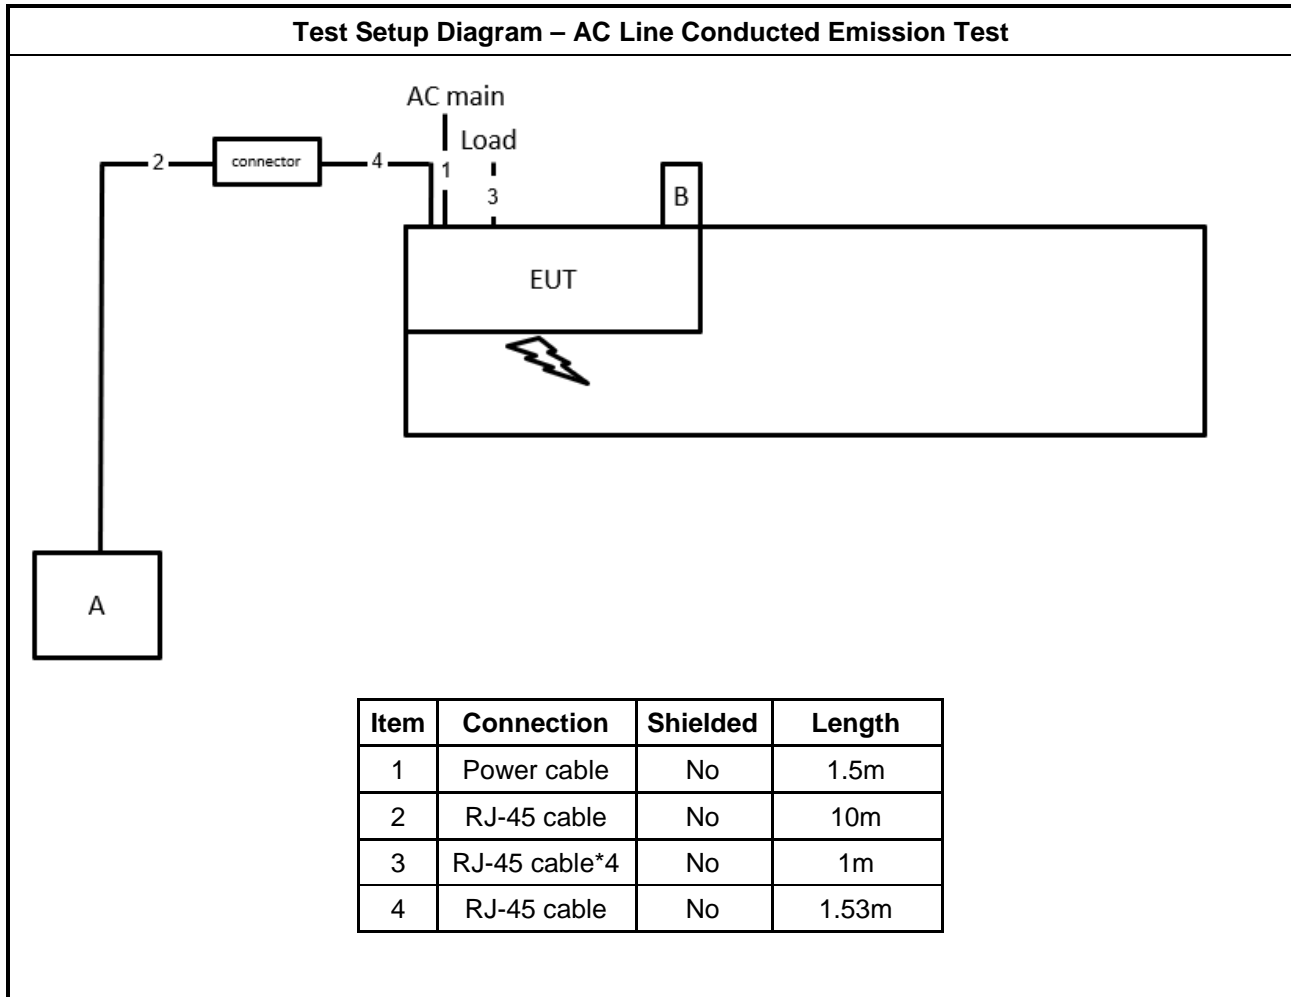 Test Setup Diagram – AC Line Conducted Emission Test
AC main
Load
2
connector
4
1
3
B
EUT
A
Item Connection Shielded Length
1 Power cable No 1.5m
2 RJ-45 cable No 10m
3 RJ-45 cable*4 No 1m
4 RJ-45 cable No 1.53m